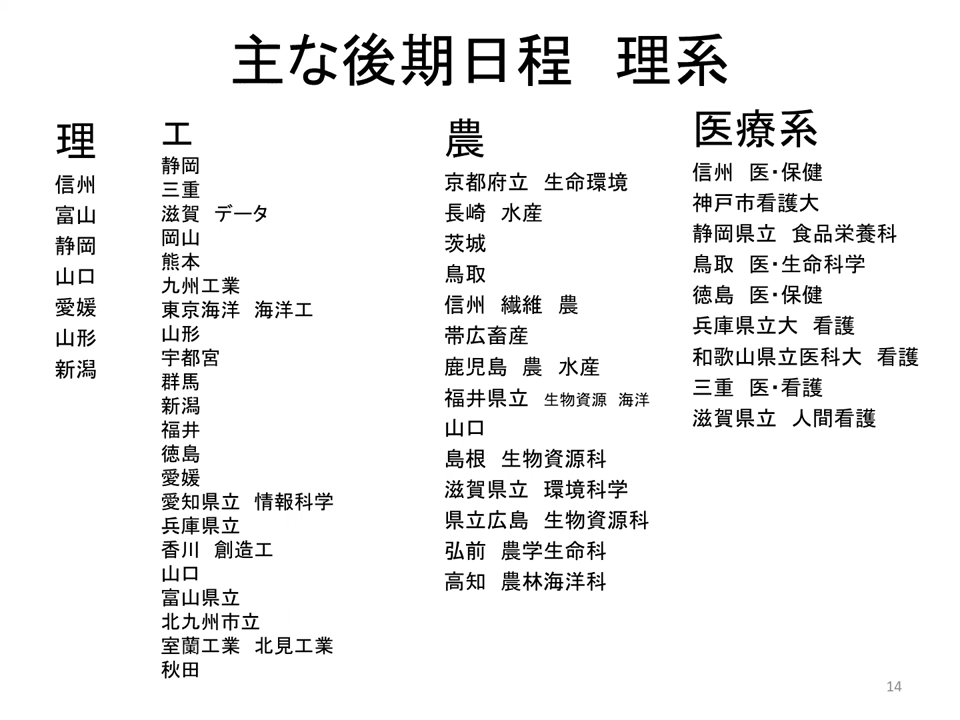 主な後期日程　理系
理
信州
富山
静岡
山口
愛媛
山形
新潟
工
静岡
三重
滋賀　データ
岡山
熊本
九州工業
東京海洋　海洋工
山形
宇都宮
群馬
新潟
福井
徳島
愛媛
愛知県立　情報科学
兵庫県立
香川　創造工
山口
富山県立
北九州市立
室蘭工業　北見工業
秋田
農
京都府立　生命環境
長崎　水産
茨城
鳥取
信州　繊維　農
帯広畜産
鹿児島　農　水産
福井県立　生物資源　海洋
山口
島根　生物資源科
滋賀県立　環境科学
県立広島　生物資源科
弘前　農学生命科
高知　農林海洋科
医療系
信州　医・保健
神戸市看護大
静岡県立　食品栄養科
鳥取　医・生命科学
徳島　医・保健
兵庫県立大　看護
和歌山県立医科大　看護
三重　医・看護
滋賀県立　人間看護
14